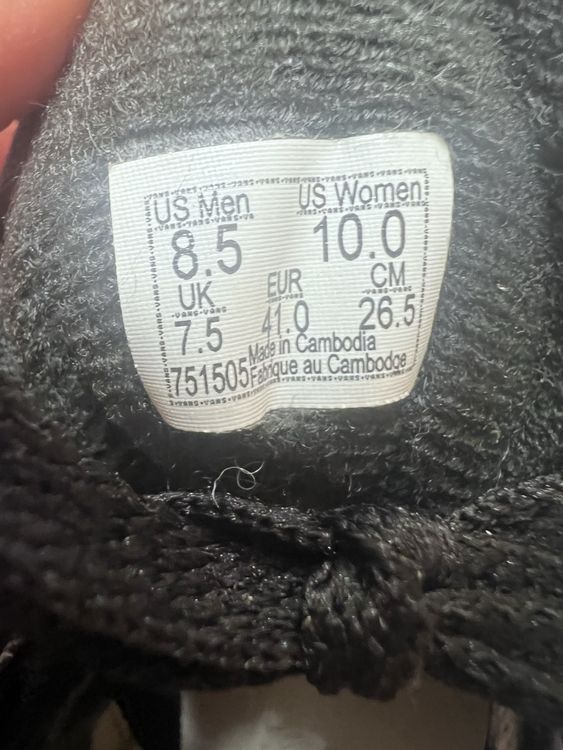 US Men US Women
8.5 10.0
UK EUR CM
7.5 41.0 26.5
Made in Cambodia
751505 Fabrique au Cambodge